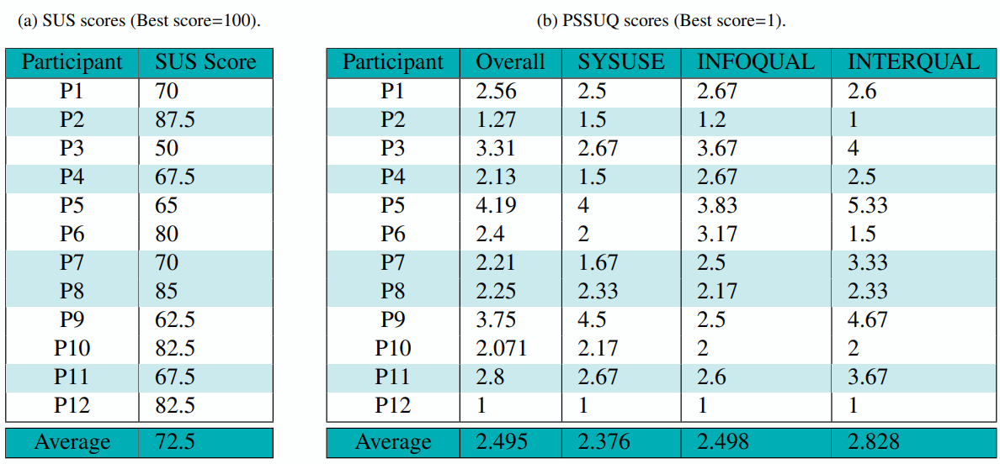 (a) SUS scores (Best score=100).
Participant SUS Score
P1 70
P2 87.5
P3 50
P4 67.5
P5 65
P6 80
P7 70
P8 85
P9 62.5
P10 82.5
P11 67.5
P12 82.5
Average 72.5
(b) PSSUQ scores (Best score=1).
Participant Overall SYSUSE INFOQUAL INTERQUAL
P1 2.56 2.5 2.67 2.6
P2 1.27 1.5 1.2 1
P3 3.31 2.67 3.67 4
P4 2.13 1.5 2.67 2.5
P5 4.19 4 3.83 5.33
P6 2.4 2 3.17 1.5
P7 2.21 1.67 2.5 3.33
P8 2.25 2.33 2.17 2.33
P9 3.75 4.5 2.5 4.67
P10 2.071 2.17 2 2
P11 2.8 2.67 2.6 3.67
P12 1 1 1 1
Average 2.495 2.376 2.498 2.828